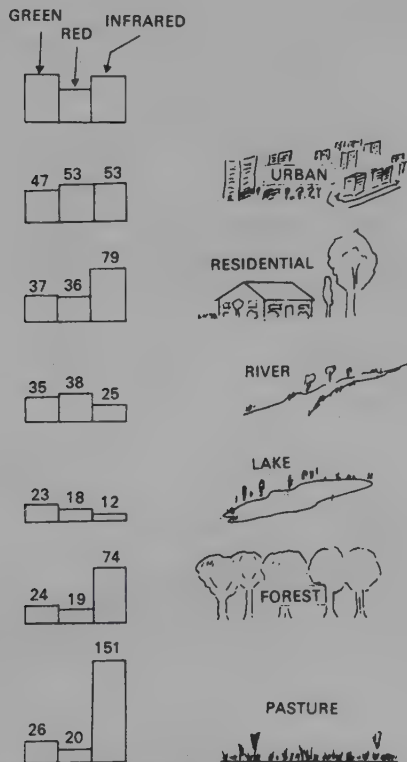 GREEN
RED
INFRARED
47 53 53
URBAN
37 36 79
RESIDENTIAL
35 38 25
RIVER
23 18 12
LAKE
24 19 74
FOREST
26 20 151
PASTURE